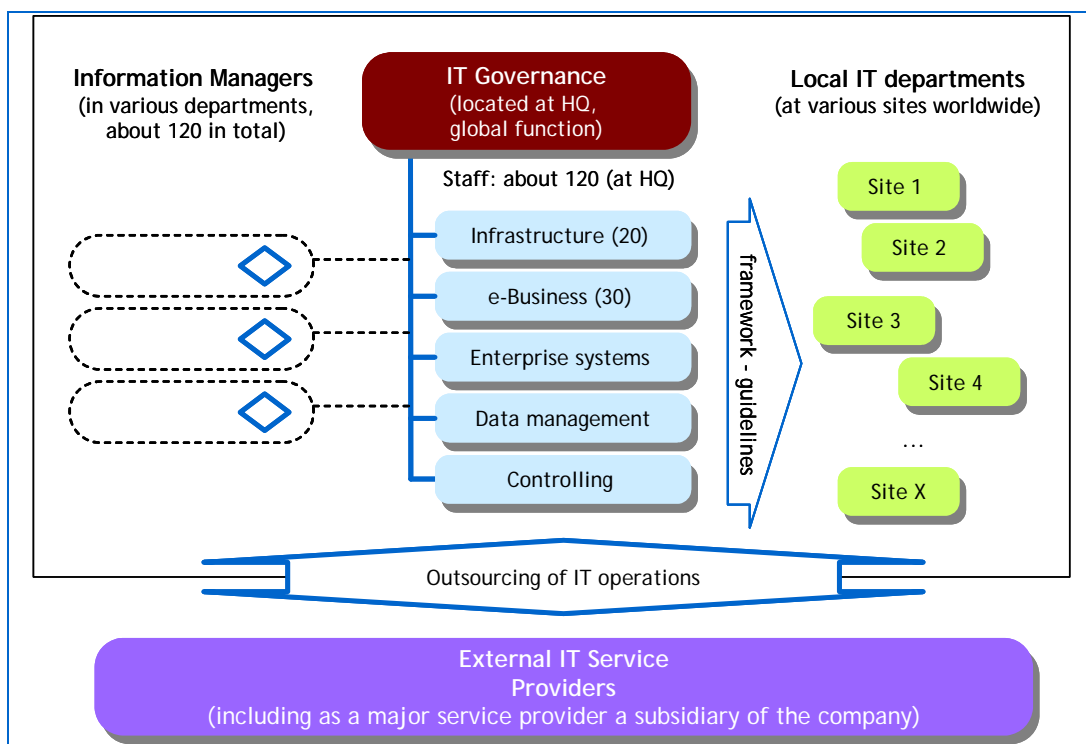 Information Managers
(in various departments,
about 120 in total)
IT Governance
(located at HQ,
global function)
Staff: about 120 (at HQ)
Infrastructure (20)
e-Business (30)
Enterprise systems
Data management
Controlling
framework - guidelines
Local IT departments
(at various sites worldwide)
Site 1
Site 2
Site 3
Site 4
...
Site X
Outsourcing of IT operations
External IT Service
Providers
(including as a major service provider a subsidiary of the company)